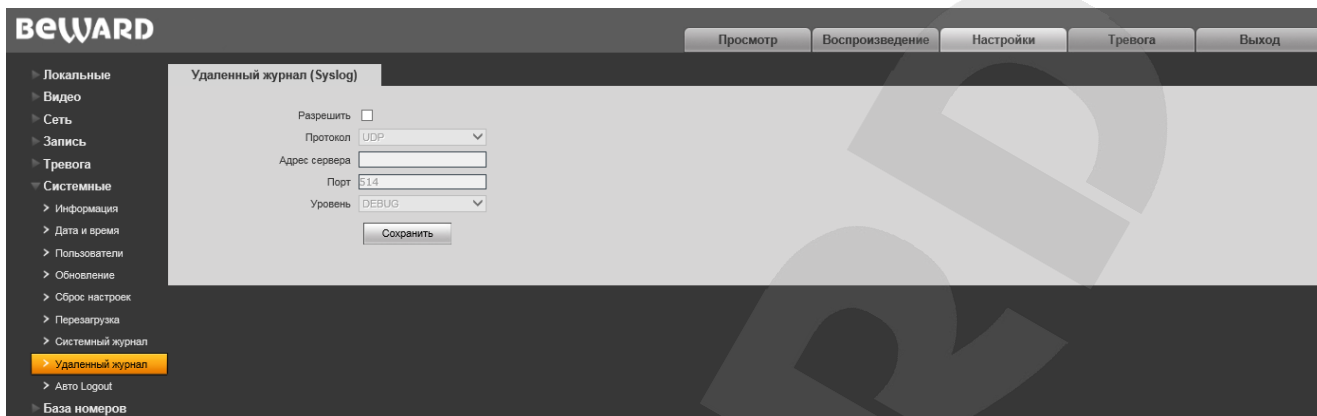 BEWARD
Просмотр
Воспроизведение
Настройки
Тревога
Выход
Локальные
Видео
Сеть
Запись
Тревога
Системные
Информация
Дата и время
Пользователи
Обновление
Сброс настроек
Перезагрузка
Системный журнал
Удаленный журнал
Авто Logout
База номеров
Удаленный журнал (Syslog)
Разрешить
Протокол UDP
Адрес сервера
Порт 514
Уровень DEBUG
Сохранить
RD